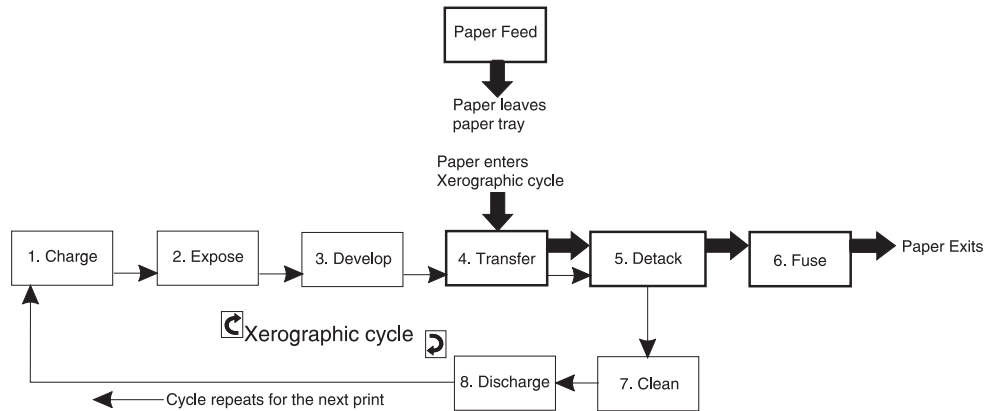 Paper Feed
Paper leaves
paper tray
Paper enters
Xerographic cycle
1. Charge
2. Expose
3. Develop
4. Transfer
5. Detack
6. Fuse
Paper Exits
Xerographic cycle
8. Discharge
7. Clean
Cycle repeats for the next print